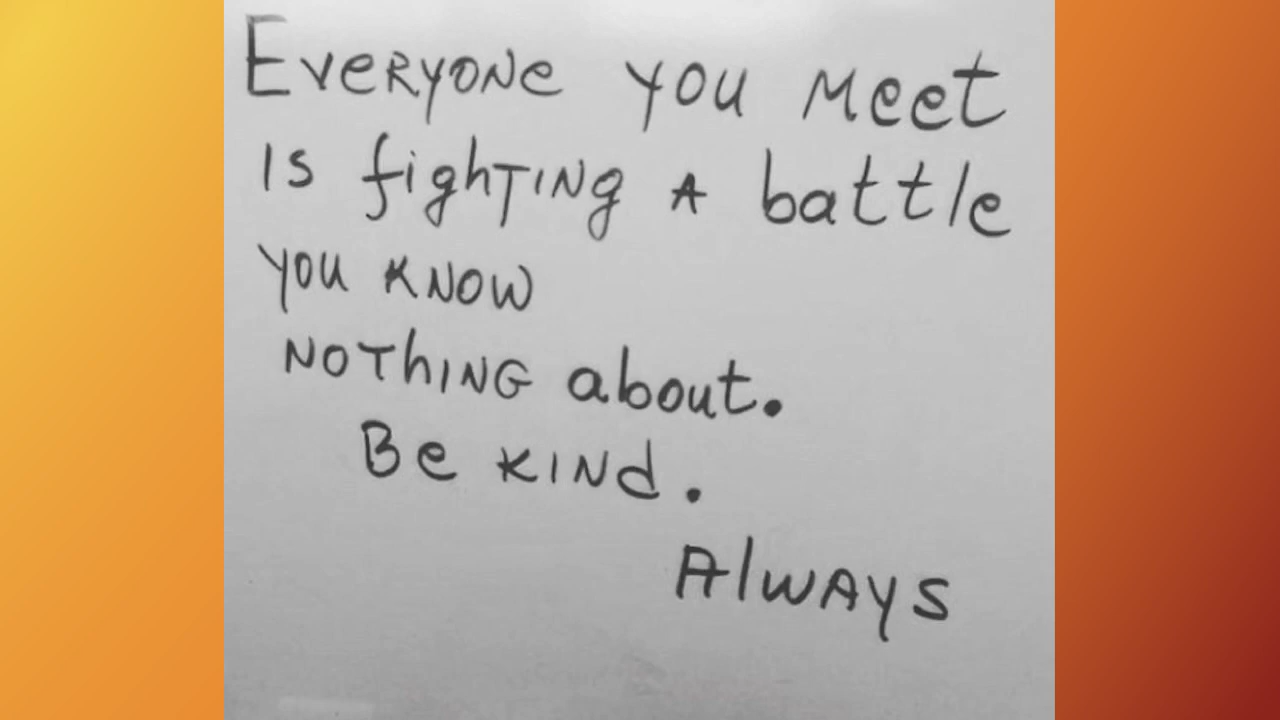 Everyone you meet
is fighting a battle
you know
nothing about.
Be kind.
Always